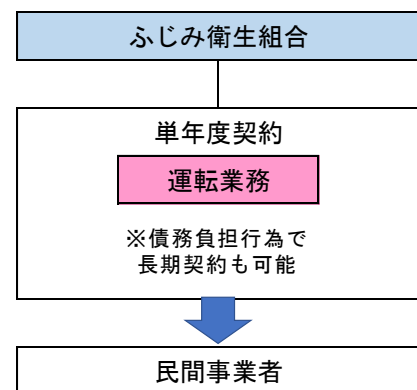 ふじみ衛生組合
単年度契約
運転業務
※債務負担行為で
長期契約も可能
民間事業者